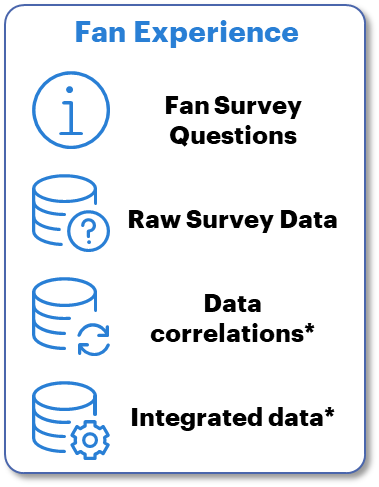 Fan Experience
Fan Survey
Questions
Raw Survey Data
Data
correlations*
Integrated data*